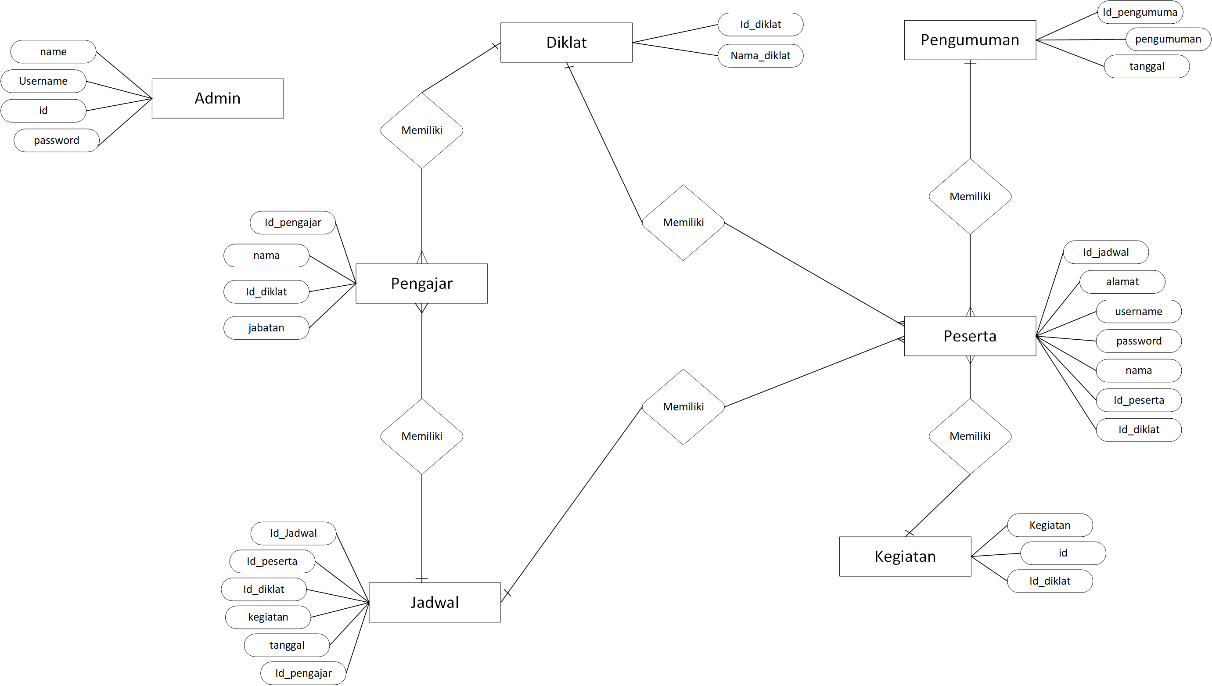 Diklat
Id_diklat
Nama_diklat
Pengumuman
Id_pengumuma
pengumuman
tanggal
name
Username
id
password
Admin
Memiliki
Memiliki
Memiliki
Id_pengajar
nama
Id_diklat
jabatan
Pengajar
Peserta
Id_jadwal
alamat
username
password
nama
Id_peserta
Id_diklat
Memiliki
Memiliki
Memiliki
Id_Jadwal
Id_peserta
Id_diklat
kegiatan
tanggal
Id_pengajar
Jadwal
Kegiatan
Kegiatan
id
Id_diklat